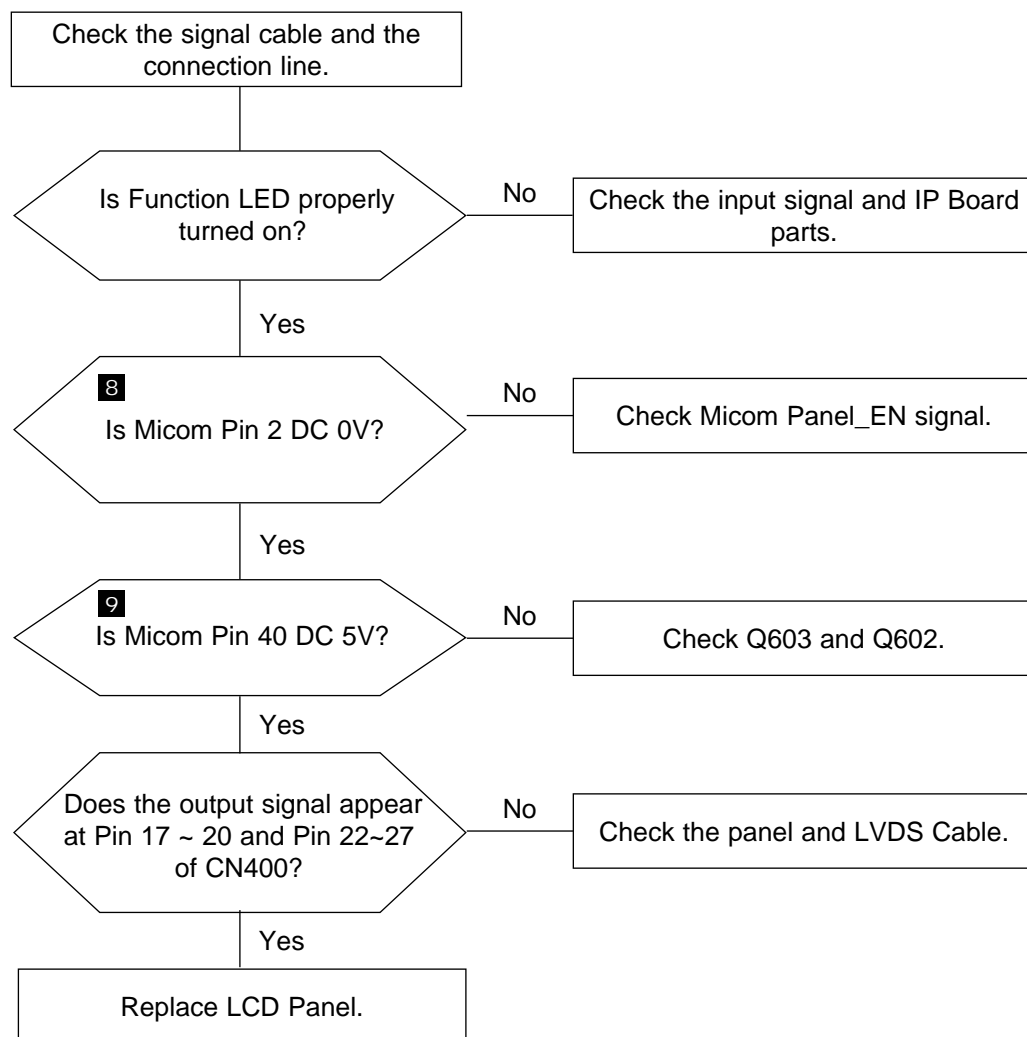 Check the signal cable and the
connection line.
Is Function LED properly
turned on?
No
Check the input signal and IP Board
parts.
Yes
8
Is Micom Pin 2 DC 0V?
No
Check Micom Panel_EN signal.
Yes
9
Is Micom Pin 40 DC 5V?
No
Check Q603 and Q602.
Yes
Does the output signal appear
at Pin 17 ~ 20 and Pin 22~27
of CN400?
No
Check the panel and LVDS Cable.
Yes
Replace LCD Panel.